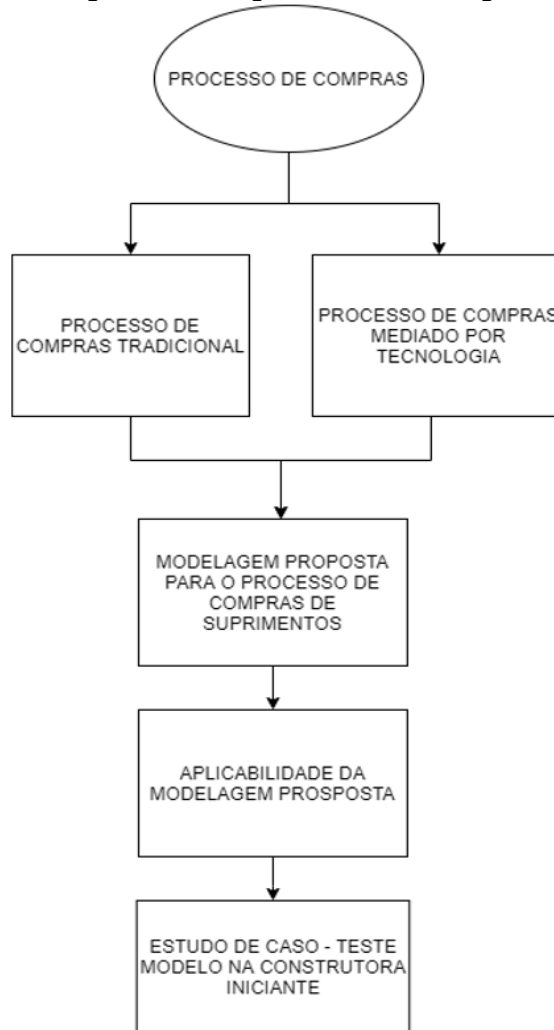 PROCESSO DE COMPRAS
PROCESSO DE
COMPRAS TRADICIONAL
PROCESSO DE COMPRAS
MEDIADO POR
TECNOLOGIA
MODELAGEM PROPOSTA
PARA O PROCESSO DE
COMPRAS DE
SUPRIMENTOS
APLICABILIDADE DA
MODELAGEM PROSPOSTA
ESTUDO DE CASO - TESTE
MODELO NA CONSTRUTORA
INICIANTE